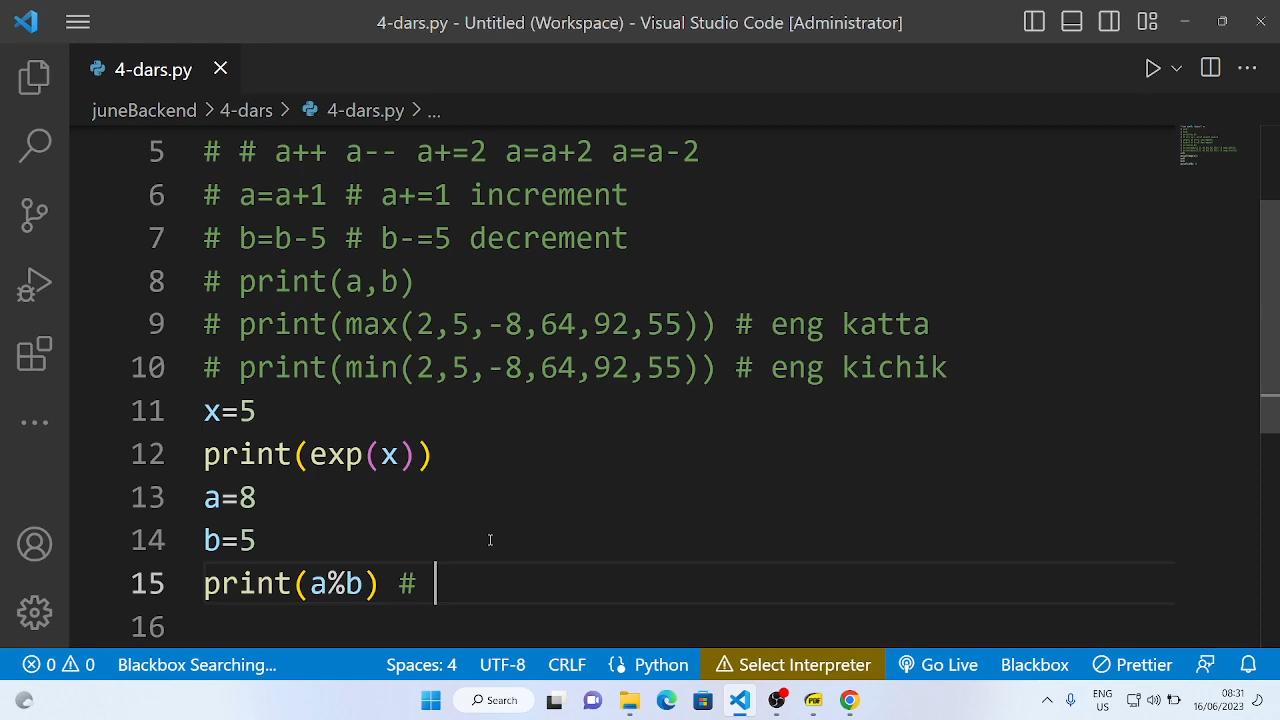 4-dars.py - Untitled (Workspace) - Visual Studio Code [Administrator]
4-dars.py
juneBackend > 4-dars > 4-dars.py > ...
5 # # a++ a-- a+=2 a=a+2 a=a-2
6 # a=a+1 # a+=1 increment
7 # b=b-5 # b-=5 decrement
8 # print(a,b)
9 # print(max(2,5,-8,64,92,55)) # eng katta
10 # print(min(2,5,-8,64,92,55)) # eng kichik
11 x=5
12 print(exp(x))
13 a=8
14 b=5
15 print(a%b) #
16
0 0 Blackbox Searching... Spaces: 4 UTF-8 CRLF Python Select Interpreter Go Live Blackbox Prettier
Search PDF ENG 08:31
US 16/06/2023